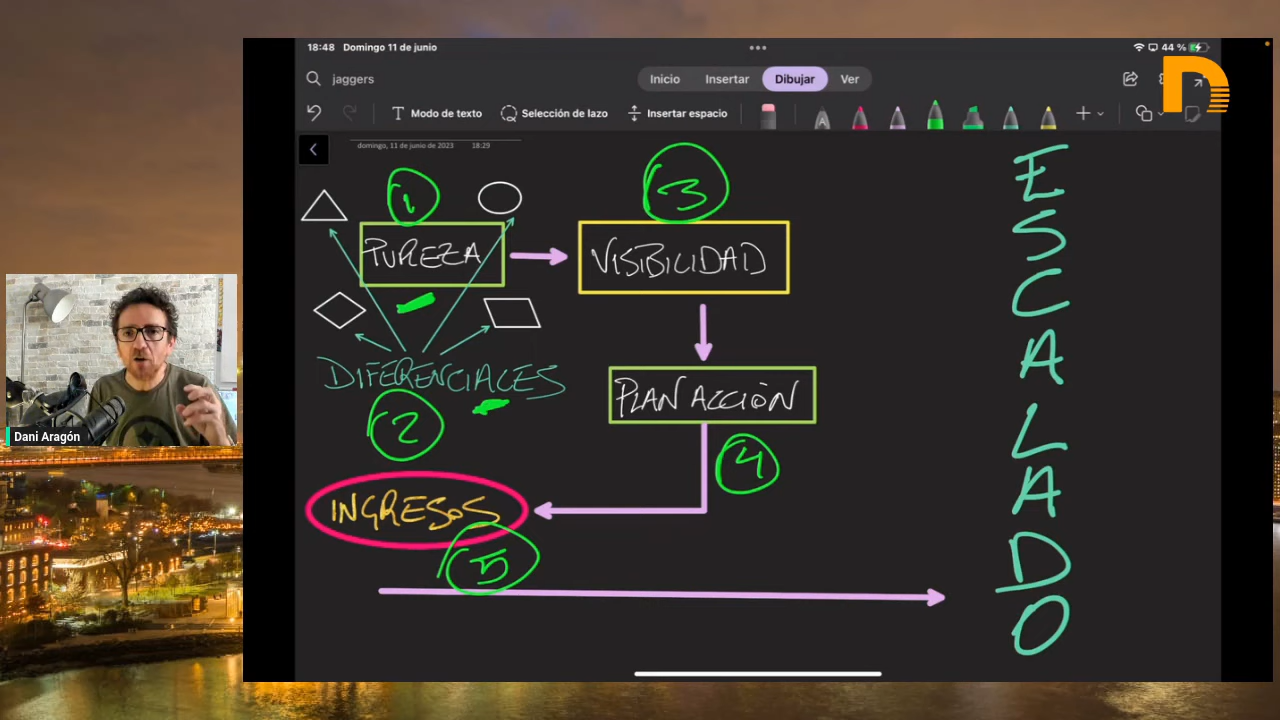 18:48 Domingo 11 de junio
44 %
jaggers
Inicio Insertar Dibujar Ver
Modo de texto Selección de lazo Insertar espacio
domingo, 11 de junio de 2023 18:29
1
3
PUREZA
VISIBILIDAD
DIFERENCIALES
2
PLAN ACCIÓN
4
INGRESOS
5
ESCALADO
Dani Aragón
D